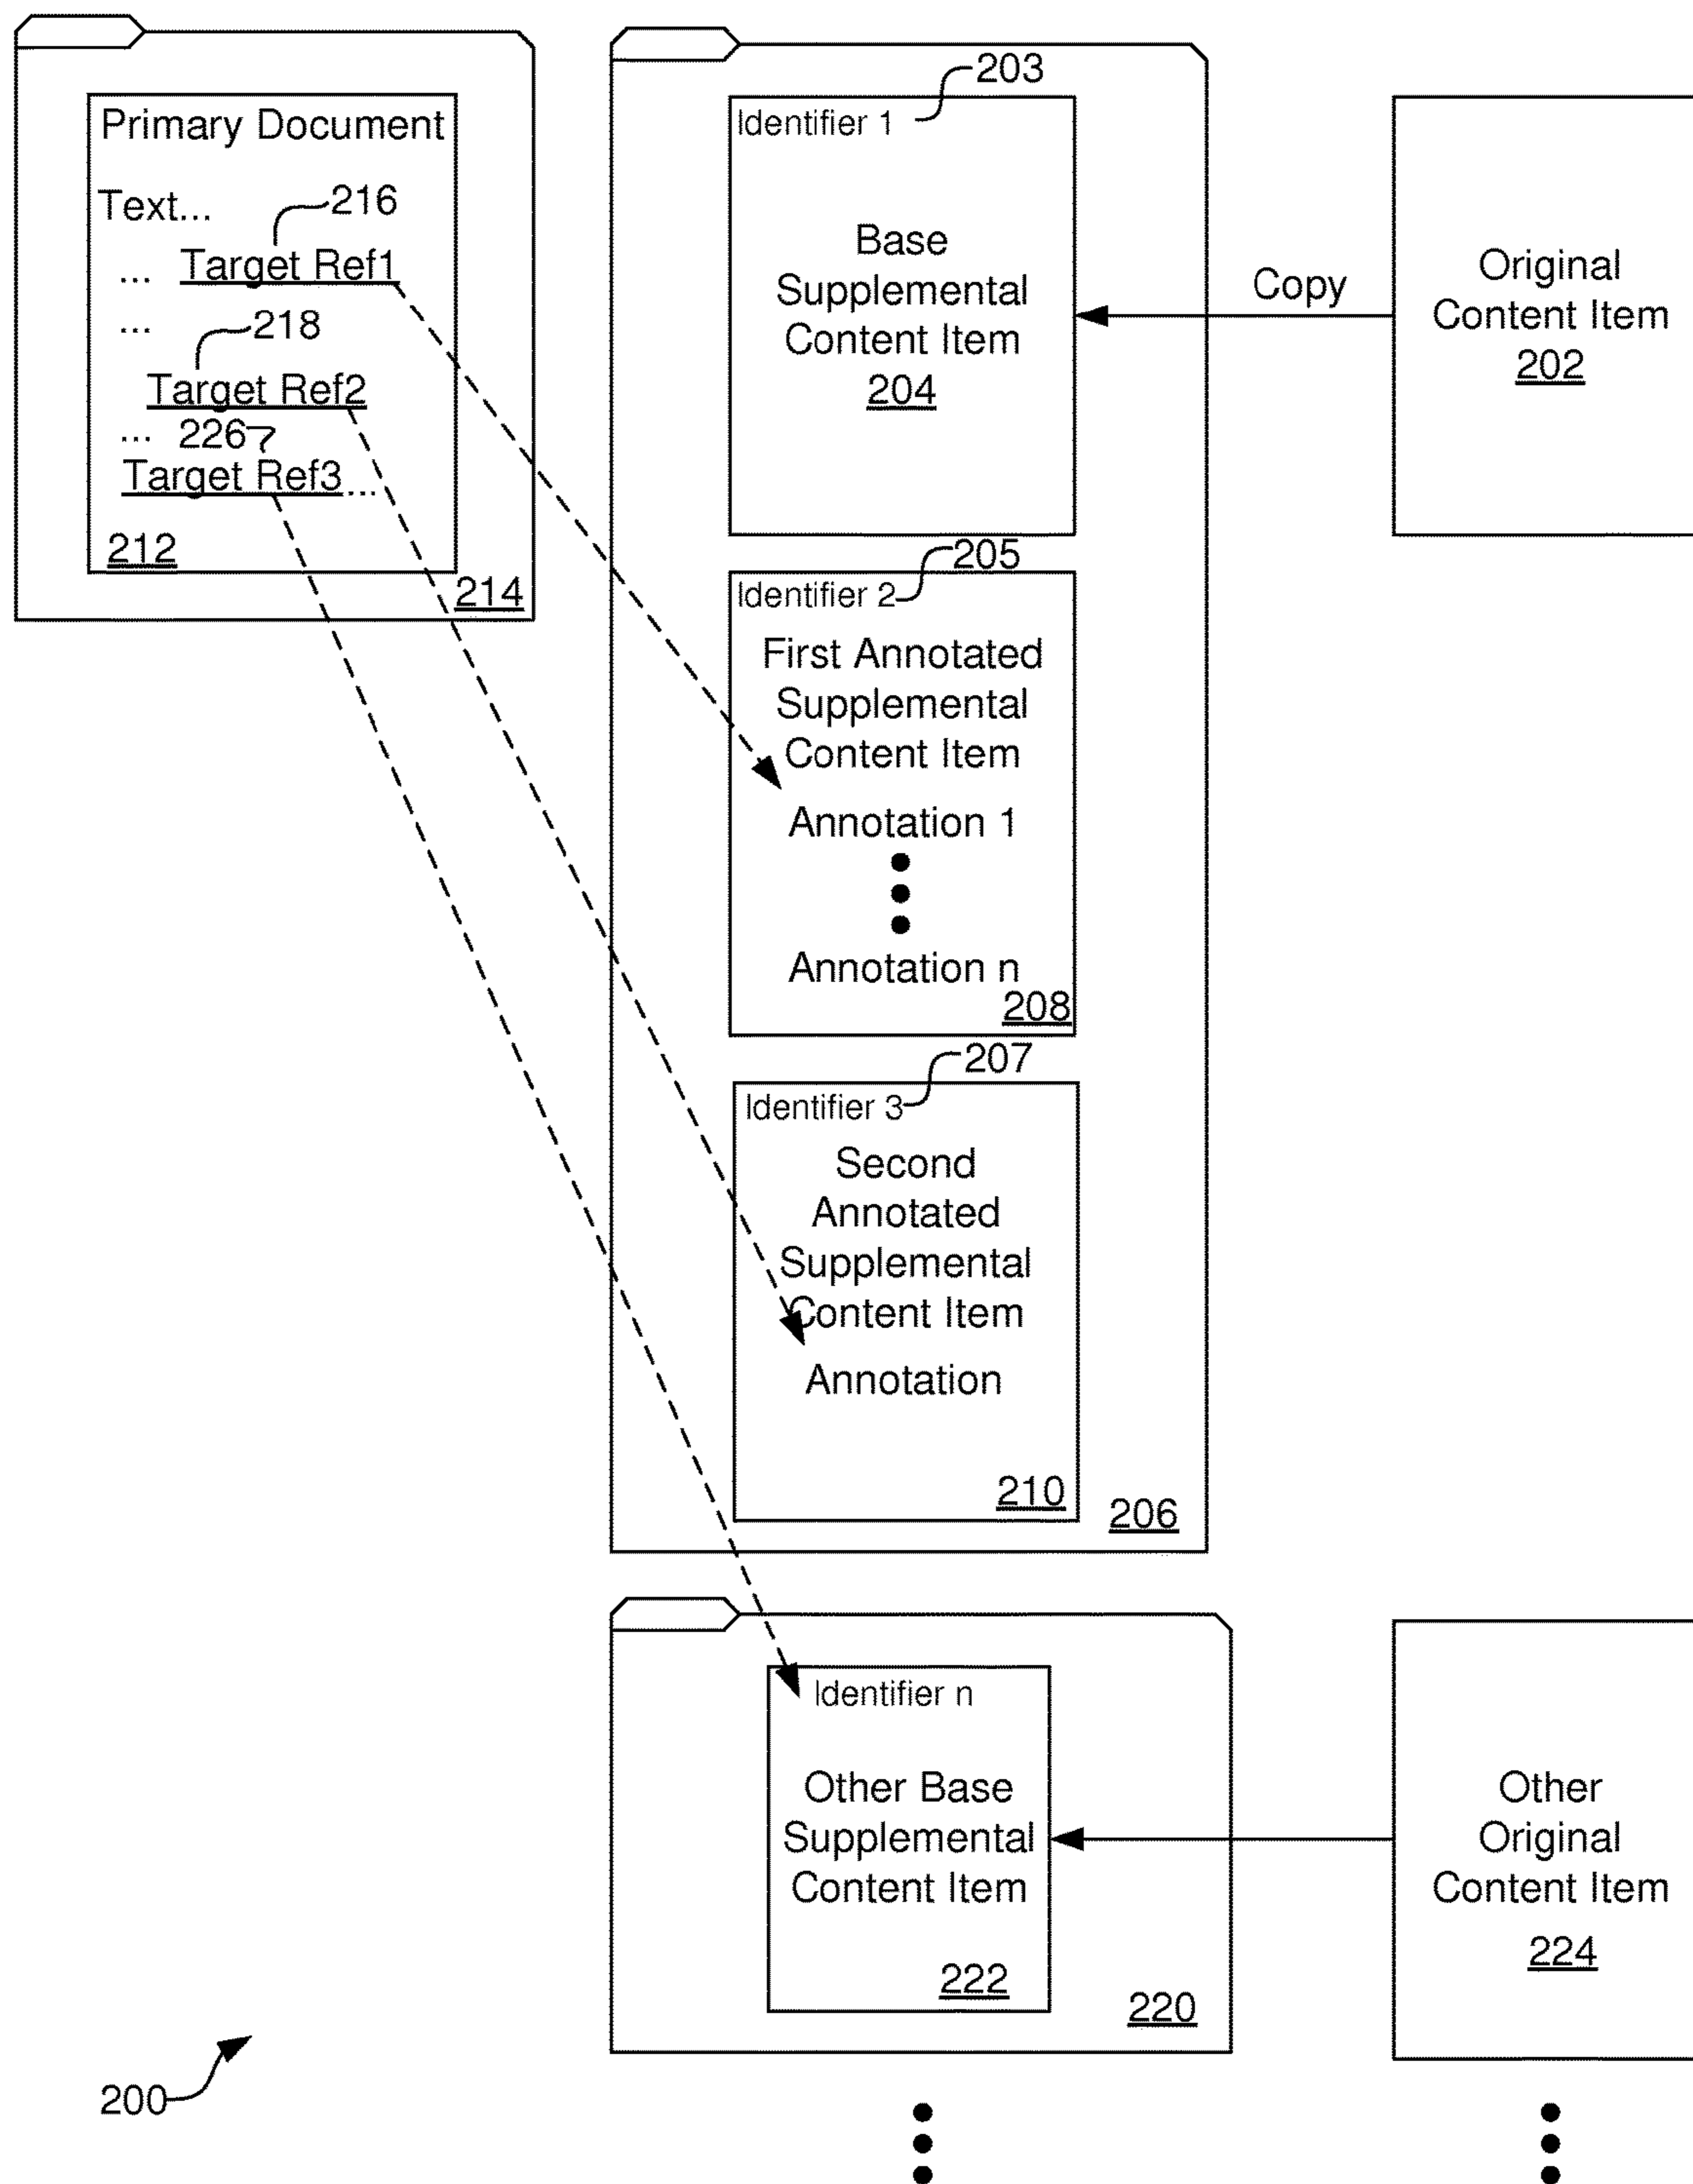 Primary Document
Text...
216
... Target Ref1
...
218
Target Ref2
... 226
Target Ref3...
212
214
203
Identifier 1
Base
Supplemental
Content Item
204
Copy
Original
Content Item
202
205
Identifier 2
First Annotated
Supplemental
Content Item
Annotation 1
Annotation n
208
207
Identifier 3
Second
Annotated
Supplemental
Content Item
Annotation
210
206
Identifier n
Other Base
Supplemental
Content Item
222
220
Other
Original
Content Item
224
200